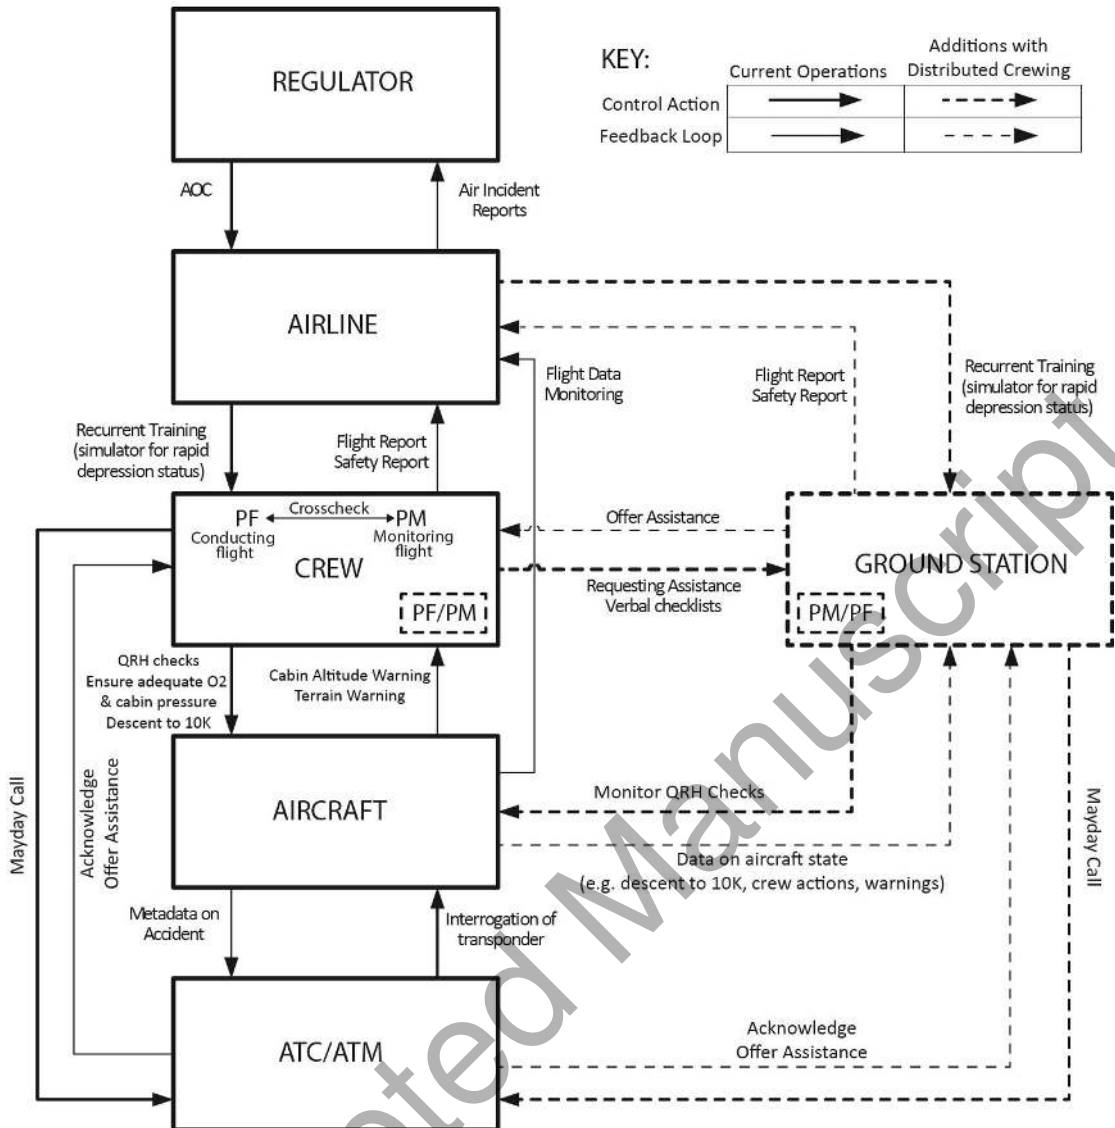 REGULATOR
KEY:
Current Operations
Additions with
Distributed Crewing
Control Action
Feedback Loop
AOC
Air Incident
Reports
AIRLINE
Flight Data
Monitoring
Flight Report
Safety Report
Recurrent Training
(simulator for rapid
depression status)
Recurrent Training
(simulator for rapid
depression status)
Flight Report
Safety Report
PF
Crosscheck
PM
Conducting
flight
Monitoring
flight
CREW
PF/PM
Offer Assistance
Requesting Assistance
Verbal checklists
GROUND STATION
PM/PF
QRH checks
Ensure adequate O2
& cabin pressure
Descent to 10K
Cabin Altitude Warning
Terrain Warning
Mayday Call
Acknowledge
Offer Assistance
AIRCRAFT
Monitor QRH Checks
Data on aircraft state
(e.g. descent to 10K, crew actions, warnings)
Mayday Call
Metadata on
Accident
Interrogation of
transponder
ATC/ATM
Acknowledge
Offer Assistance
ted Manuscript